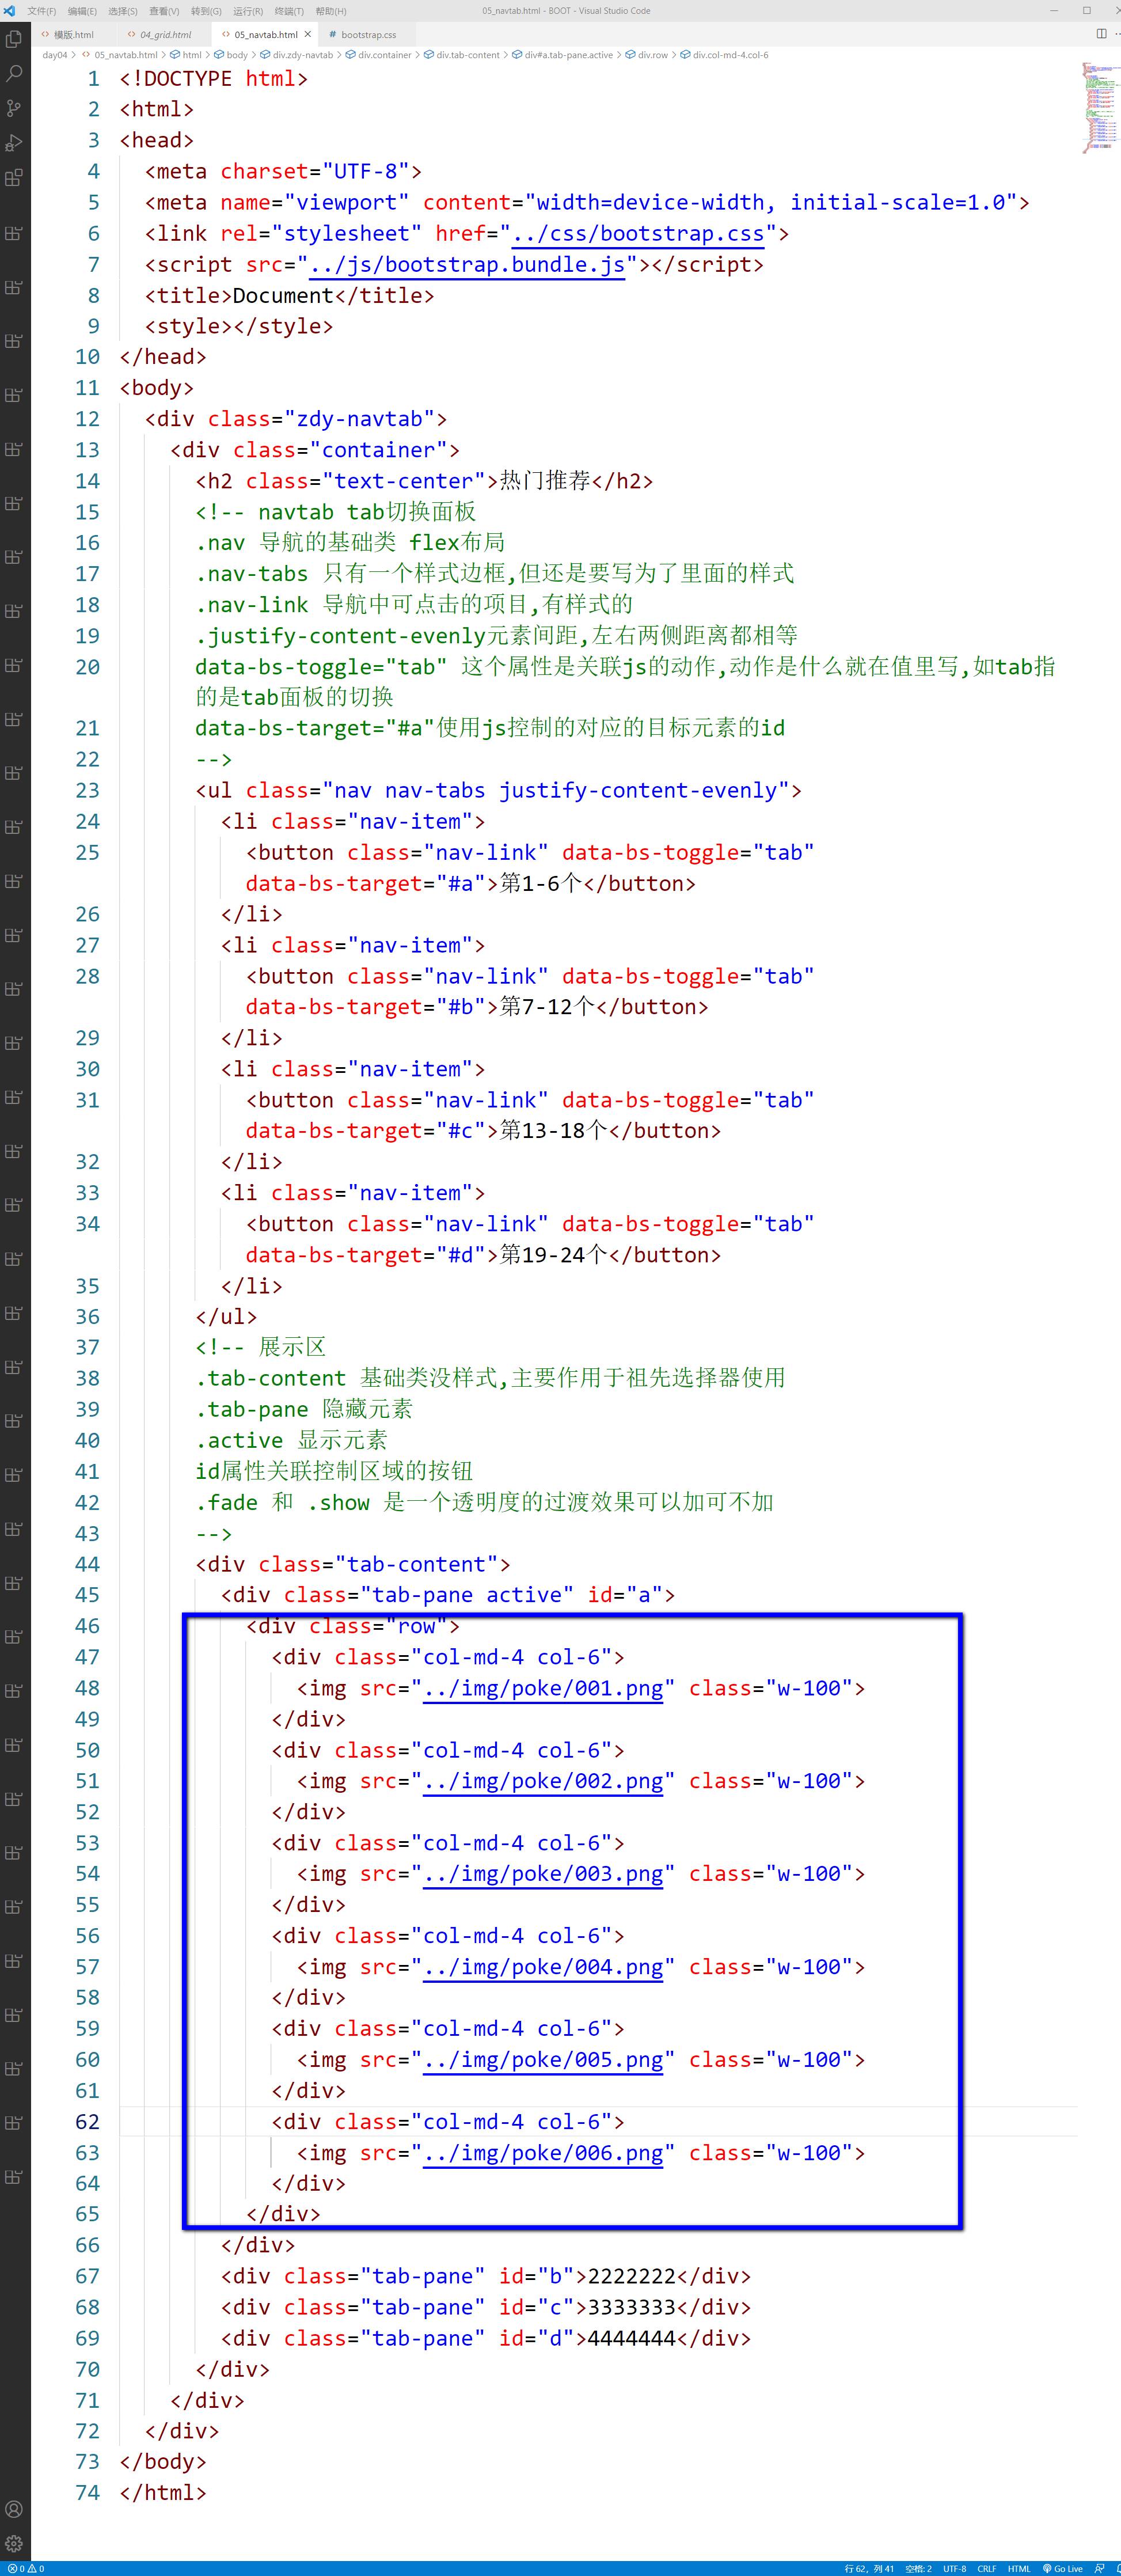 文件(F) 编辑(E) 选择(S) 查看(V) 转到(G) 运行(R) 终端(T) 帮助(H) 05_navtab.html - BOOT - Visual Studio Code
模版.html 04_grid.html 05_navtab.html bootstrap.css
day04 > 05_navtab.html > html > body > div.zdy-navtab > div.container > div.tab-content > div#a.tab-pane.active > div.row > div.col-md-4.col-6
1 <!DOCTYPE html>
2 <html>
3 <head>
4 <meta charset="UTF-8">
5 <meta name="viewport" content="width=device-width, initial-scale=1.0">
6 <link rel="stylesheet" href="../css/bootstrap.css">
7 <script src="../js/bootstrap.bundle.js"></script>
8 <title>Document</title>
9 <style></style>
10 </head>
11 <body>
12 <div class="zdy-navtab">
13 <div class="container">
14 <h2 class="text-center">热门推荐</h2>
15 <!-- navtab tab切换面板
16 .nav 导航的基础类 flex布局
17 .nav-tabs 只有一个样式边框,但还是要写为了里面的样式
18 .nav-link 导航中可点击的项目,有样式的
19 .justify-content-evenly元素间距,左右两侧距离都相等
20 data-bs-toggle="tab" 这个属性是关联js的动作,动作是什么就在值里写,如tab指
的是tab面板的切换
21 data-bs-target="#a"使用js控制的对应的目标元素的id
22 -->
23 <ul class="nav nav-tabs justify-content-evenly">
24 <li class="nav-item">
25 <button class="nav-link" data-bs-toggle="tab"
data-bs-target="#a">第1-6个</button>
26 </li>
27 <li class="nav-item">
28 <button class="nav-link" data-bs-toggle="tab"
data-bs-target="#b">第7-12个</button>
29 </li>
30 <li class="nav-item">
31 <button class="nav-link" data-bs-toggle="tab"
data-bs-target="#c">第13-18个</button>
32 </li>
33 <li class="nav-item">
34 <button class="nav-link" data-bs-toggle="tab"
data-bs-target="#d">第19-24个</button>
35 </li>
36 </ul>
37 <!-- 展示区
38 .tab-content 基础类没样式,主要作用于祖先选择器使用
39 .tab-pane 隐藏元素
40 .active 显示元素
41 id属性关联控制区域的按钮
42 .fade 和 .show 是一个透明度的过渡效果可以加可不加
43 -->
44 <div class="tab-content">
45 <div class="tab-pane active" id="a">
46 <div class="row">
47 <div class="col-md-4 col-6">
48 <img src="../img/poke/001.png" class="w-100">
49 </div>
50 <div class="col-md-4 col-6">
51 <img src="../img/poke/002.png" class="w-100">
52 </div>
53 <div class="col-md-4 col-6">
54 <img src="../img/poke/003.png" class="w-100">
55 </div>
56 <div class="col-md-4 col-6">
57 <img src="../img/poke/004.png" class="w-100">
58 </div>
59 <div class="col-md-4 col-6">
60 <img src="../img/poke/005.png" class="w-100">
61 </div>
62 <div class="col-md-4 col-6">
63 <img src="../img/poke/006.png" class="w-100">
64 </div>
65 </div>
66 </div>
67 <div class="tab-pane" id="b">2222222</div>
68 <div class="tab-pane" id="c">3333333</div>
69 <div class="tab-pane" id="d">4444444</div>
70 </div>
71 </div>
72 </div>
73 </body>
74 </html>
0 0 行 62, 列 41 空格: 2 UTF-8 CRLF HTML Go Live